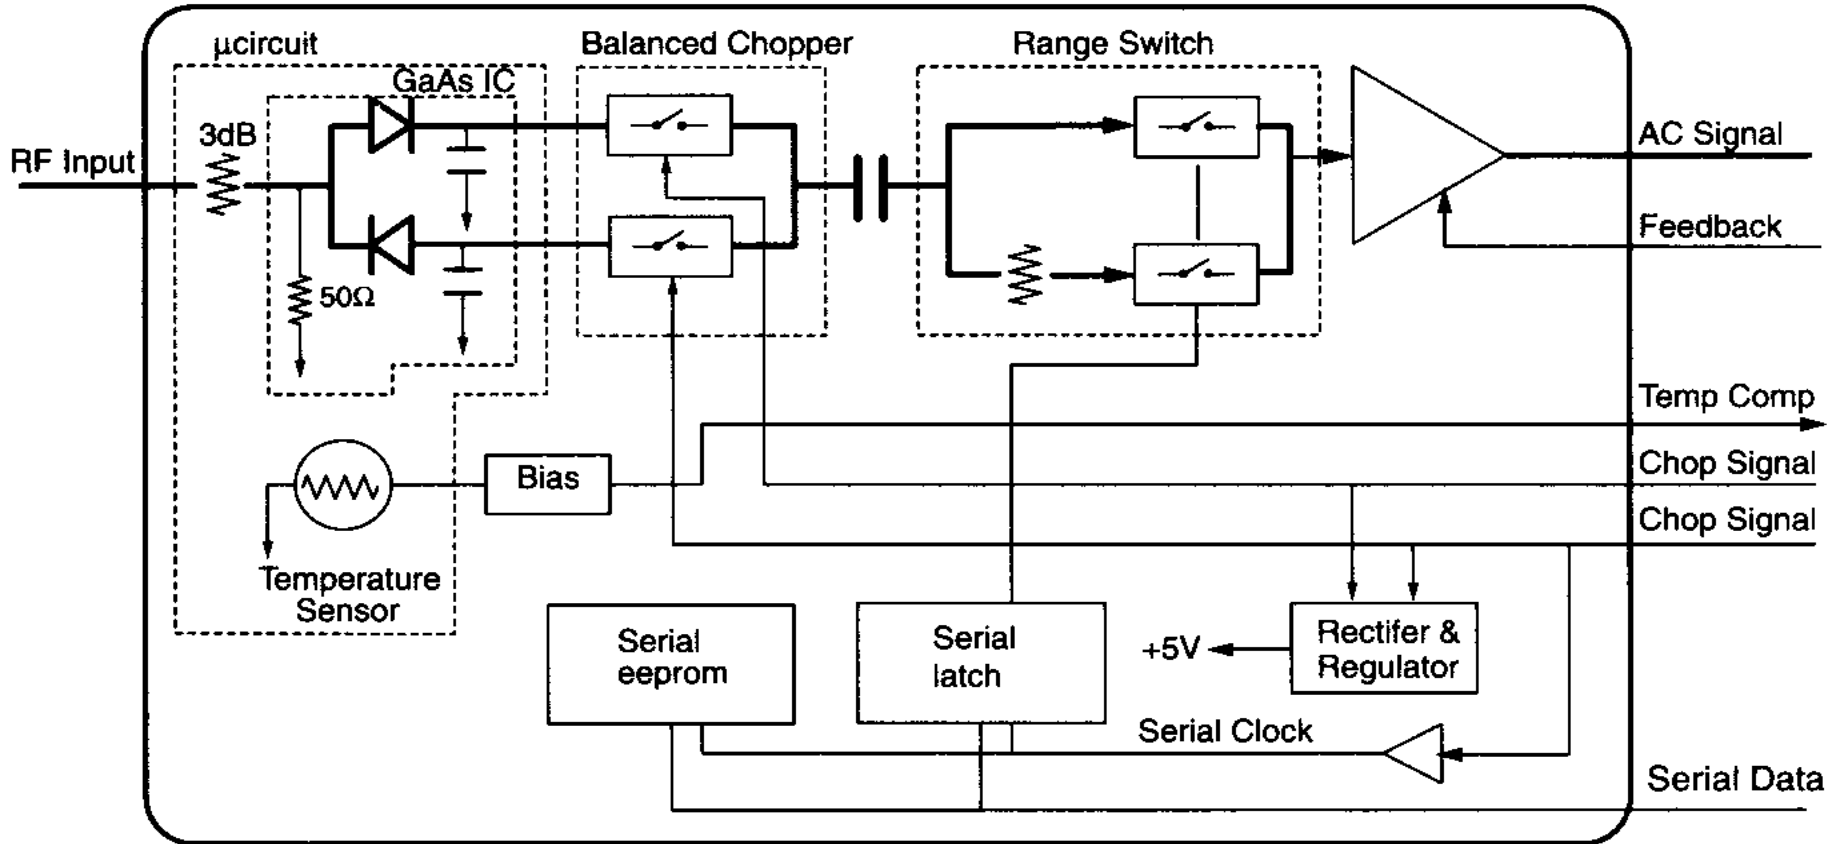 μcircuit
Balanced Chopper
Range Switch
GaAs IC
3dB
RF Input
AC Signal
Feedback
50Ω
Temp Comp
Bias
Chop Signal
Chop Signal
Temperature
Sensor
Serial
eeprom
Serial
latch
+5V
Rectifer &
Regulator
Serial Clock
Serial Data